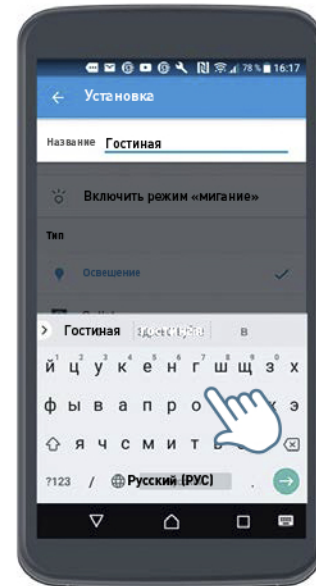 78% 16:17
Установка
Название Гостиная
Включить режим «мигание»
Тип
Освещение
Гостиная в
й ц у к е н г ш щ з х
ф ы в а п р о э
я ч с м и т
?123 / Русский (РУС) .